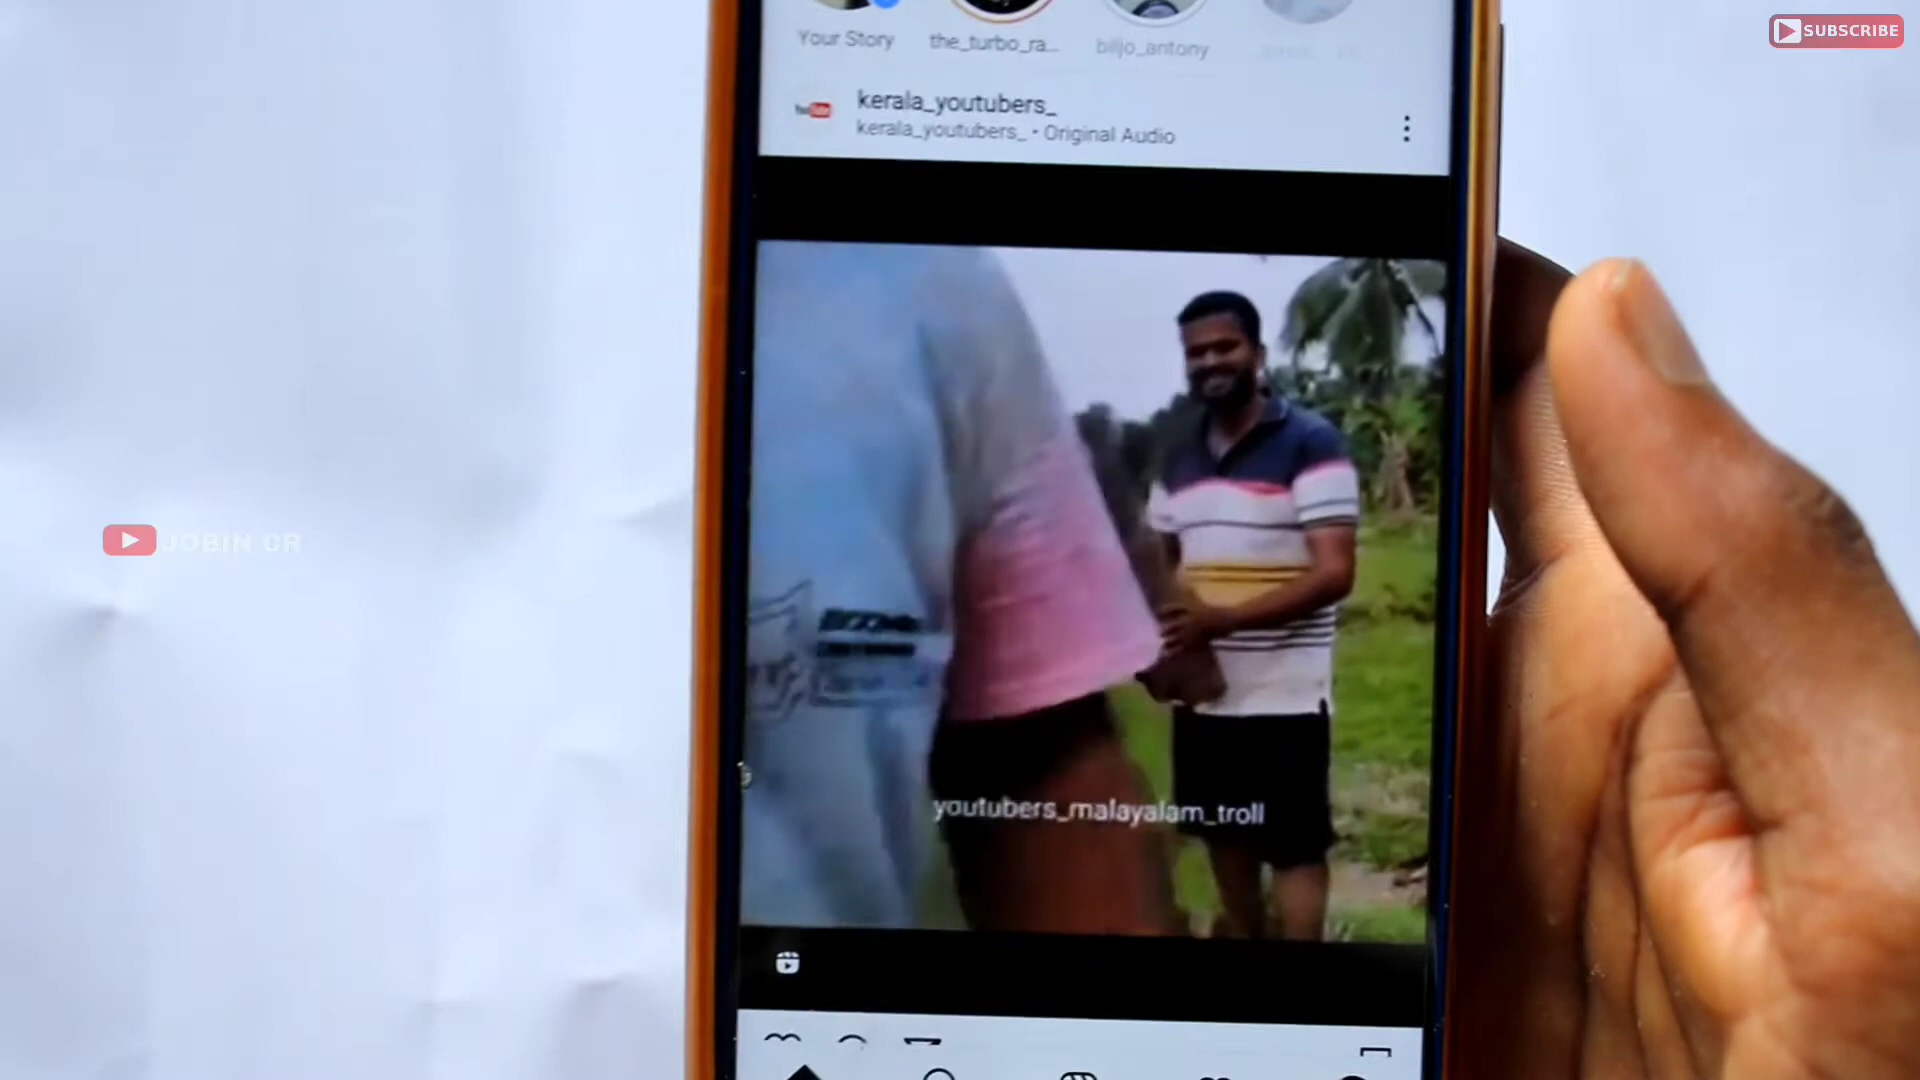 SUBSCRIBE
Your Story
the_turbo_ra...
biljo_antony
kerala_youtubers_
kerala_youtubers_ • Original Audio
JOBIN CR
youtubers_malayalam_troll